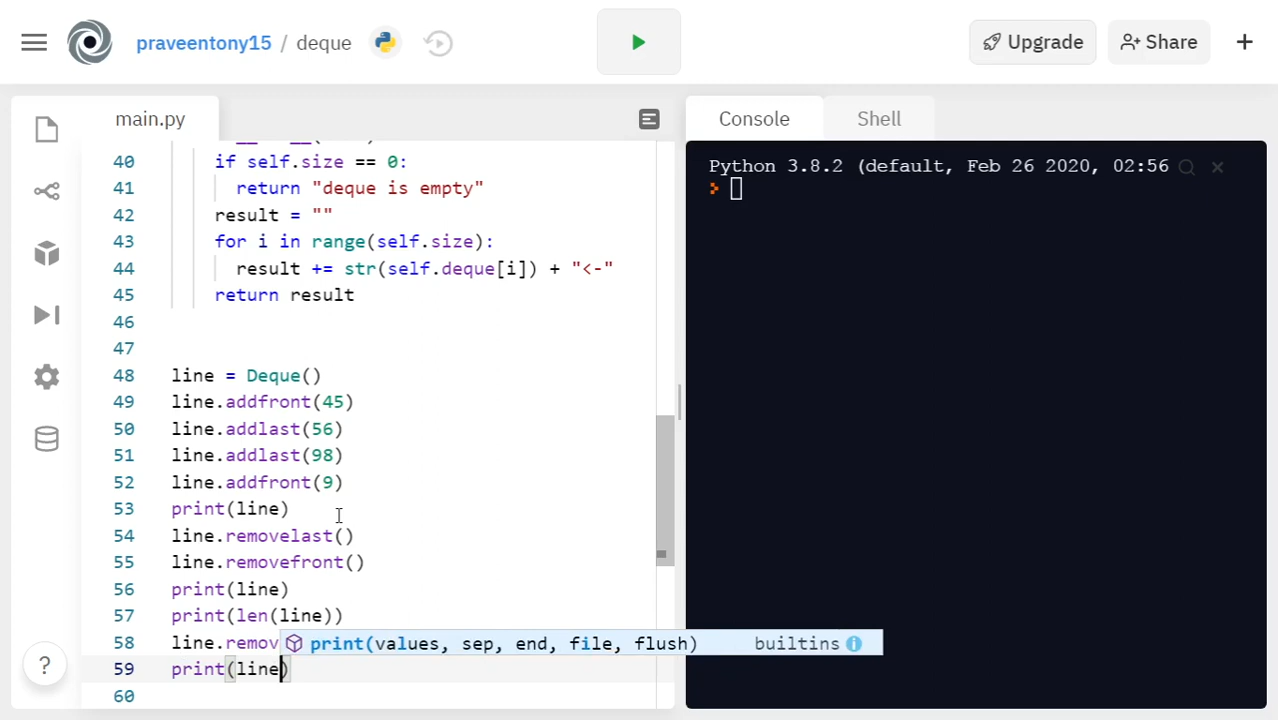 praveentony15 / deque
Upgrade
Share
main.py
Console
Shell
40 if self.size == 0:
41 return "deque is empty"
42 result = ""
43 for i in range(self.size):
44 result += str(self.deque[i]) + "<-"
45 return result
46
47
48 line = Deque()
49 line.addfront(45)
50 line.addlast(56)
51 line.addlast(98)
52 line.addfront(9)
53 print(line)
54 line.removelast()
55 line.removefront()
56 print(line)
57 print(len(line))
58 line.remov
print(values, sep, end, file, flush) builtins
59 print(line)
60
?
Python 3.8.2 (default, Feb 26 2020, 02:56